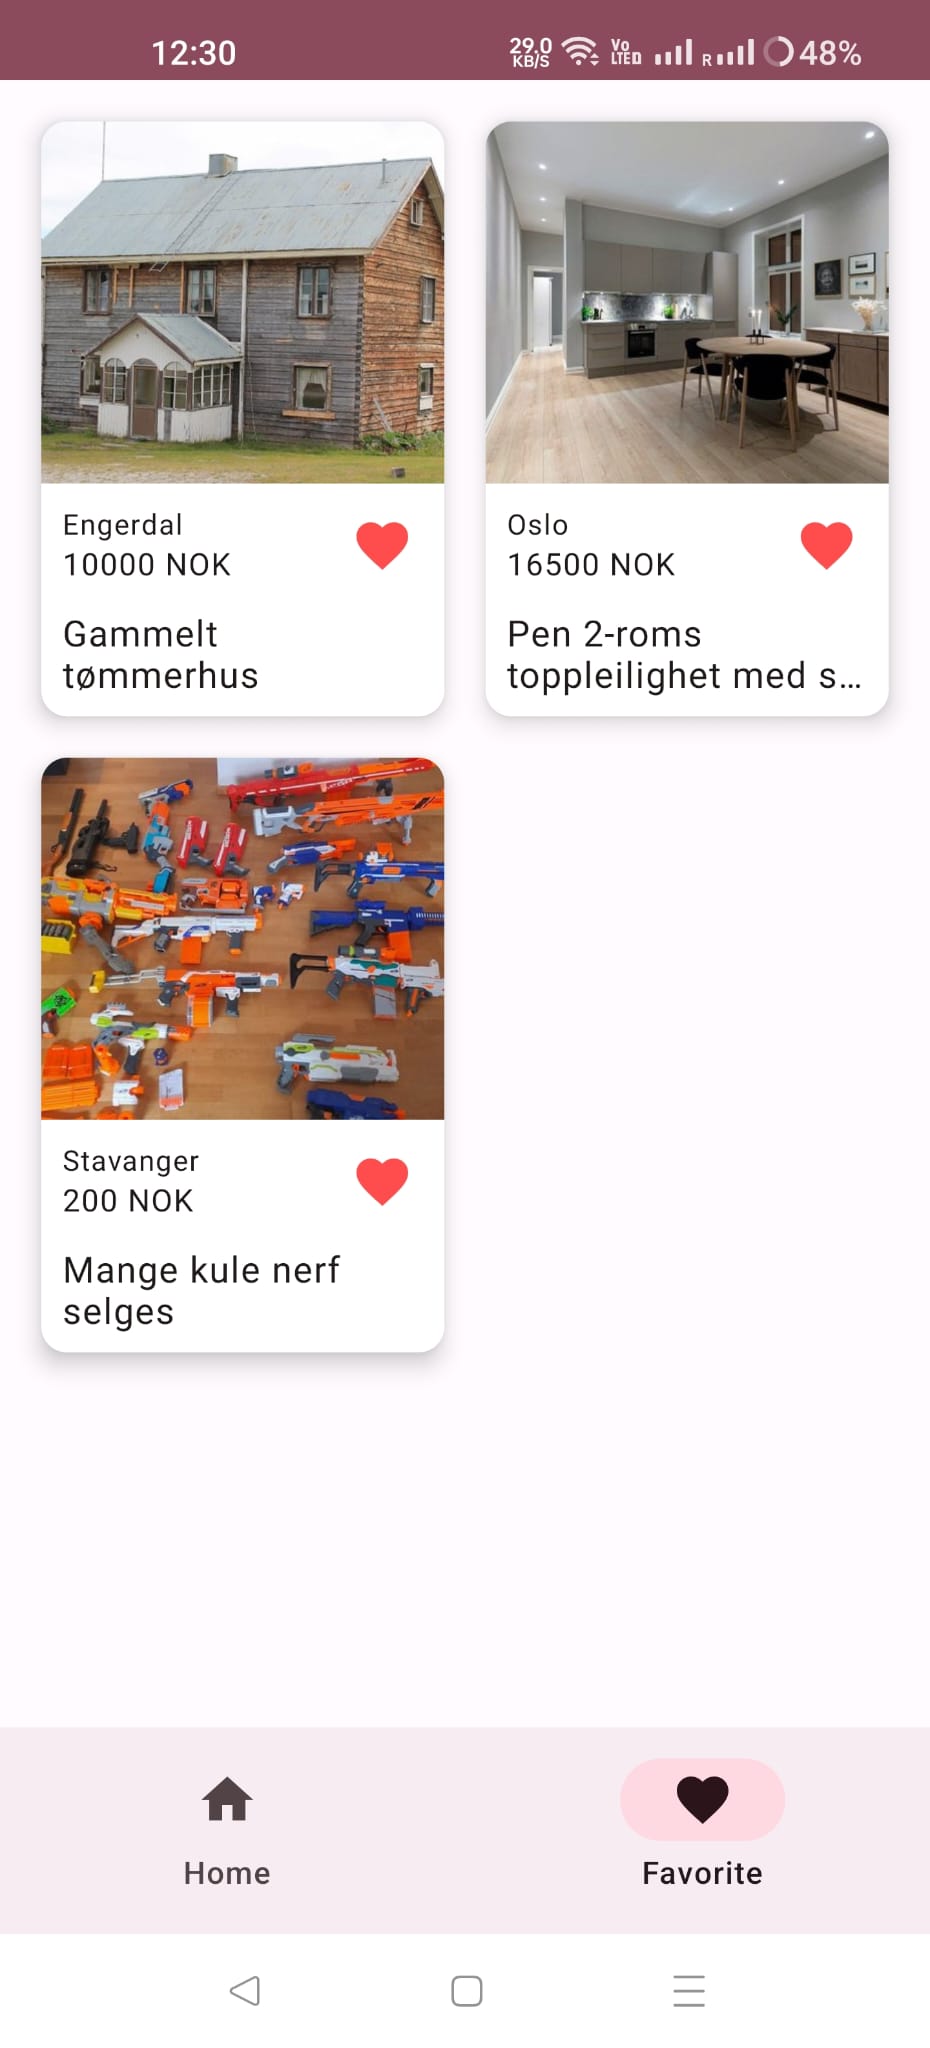 12:30
29.0
KB/S
Vo
LTE
R
48%
Engerdal
10000 NOK
Gammelt
tømmerhus
Oslo
16500 NOK
Pen 2-roms
toppleilighet med s...
Stavanger
200 NOK
Mange kule nerf
selges
Home
Favorite